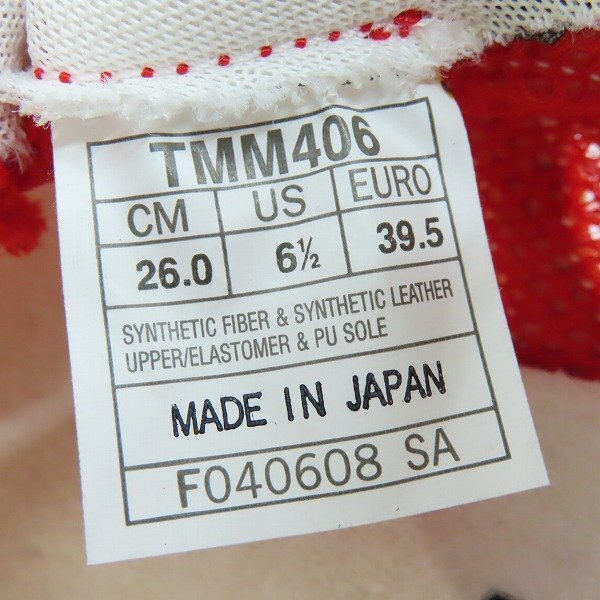 TMM406
CM US EURO
26.0 6½ 39.5
SYNTHETIC FIBER & SYNTHETIC LEATHER
UPPER/ELASTOMER & PU SOLE
MADE IN JAPAN
F040608 SA